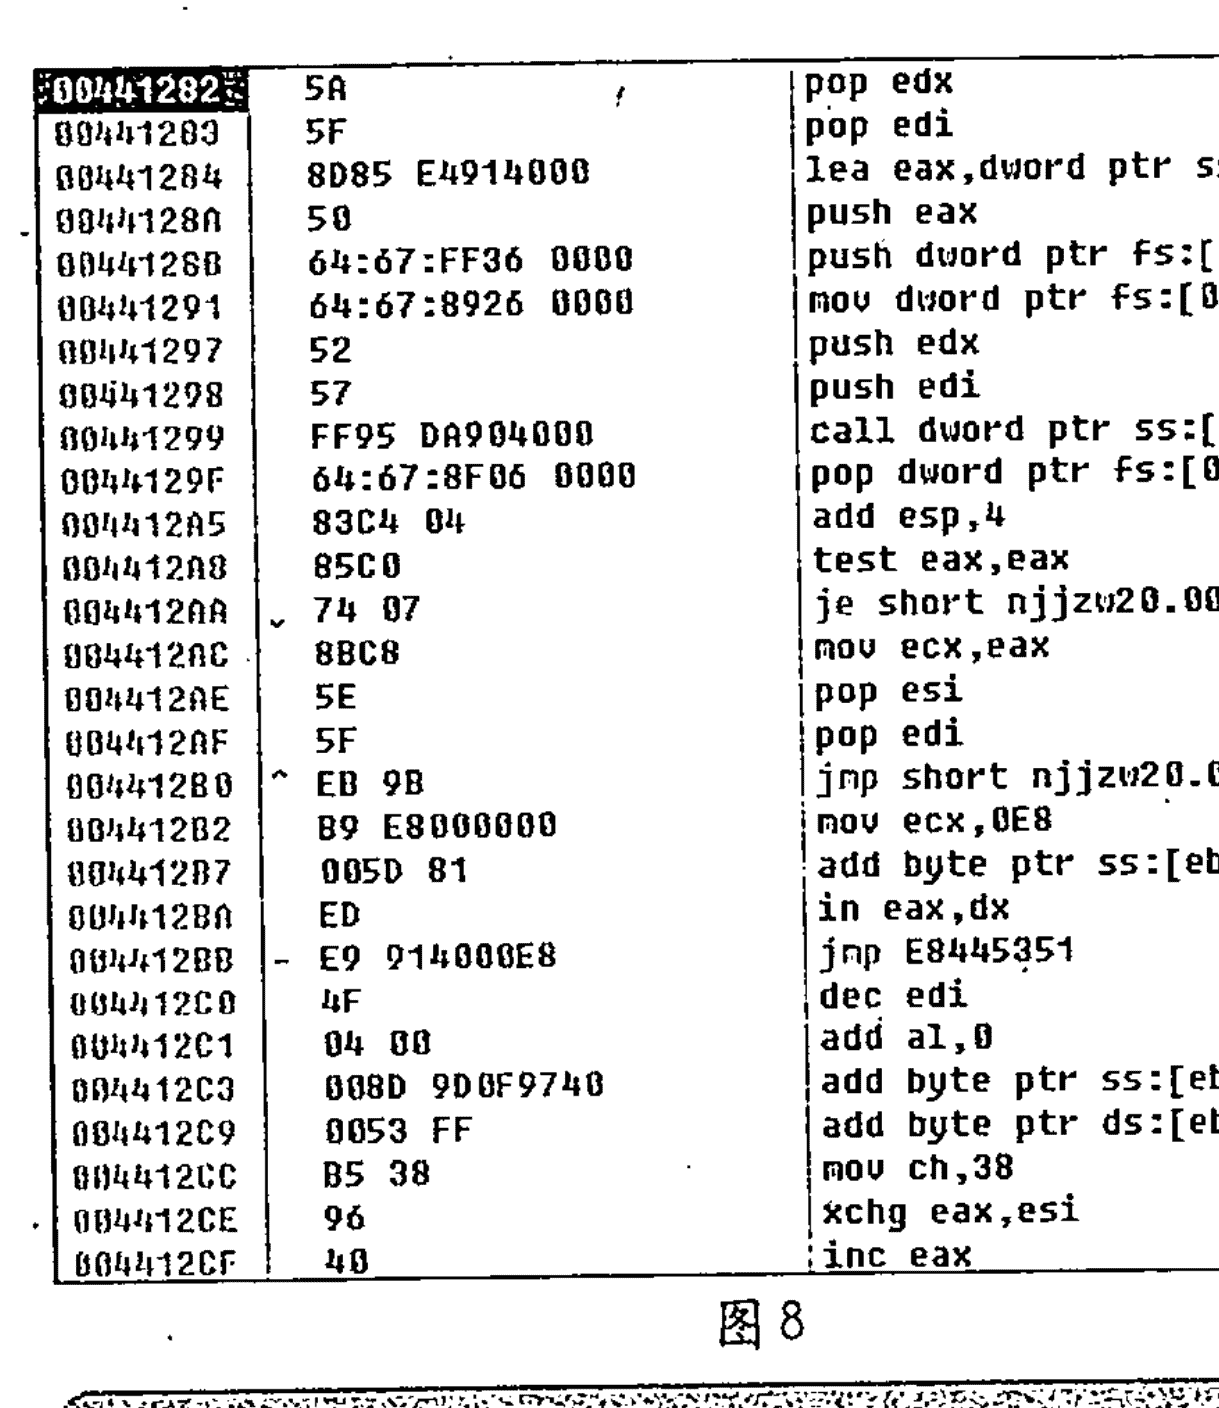 00441282 5A pop edx
00441283 5F pop edi
00441284 8D85 E4914000 lea eax,dword ptr ss
0044128A 50 push eax
0044128B 64:67:FF36 0000 push dword ptr fs:[
00441291 64:67:8926 0000 mov dword ptr fs:[0
00441297 52 push edx
00441298 57 push edi
00441299 FF95 DA904000 call dword ptr ss:[
0044129F 64:67:8F06 0000 pop dword ptr fs:[0
004412A5 83C4 04 add esp,4
004412A8 85C0 test eax,eax
004412AA ⌄ 74 07 je short njjzw20.00
004412AC 8BC8 mov ecx,eax
004412AE 5E pop esi
004412AF 5F pop edi
004412B0 ^ EB 9B jmp short njjzw20.0
004412B2 B9 E8000000 mov ecx,0E8
004412B7 005D 81 add byte ptr ss:[eb
004412BA ED in eax,dx
004412BB - E9 914000E8 jmp E8445351
004412C0 4F dec edi
004412C1 04 00 add al,0
004412C3 008D 9D0F9740 add byte ptr ss:[eb
004412C9 0053 FF add byte ptr ds:[eb
004412CC B5 38 mov ch,38
004412CE 96 xchg eax,esi
004412CF 40 inc eax
图 8